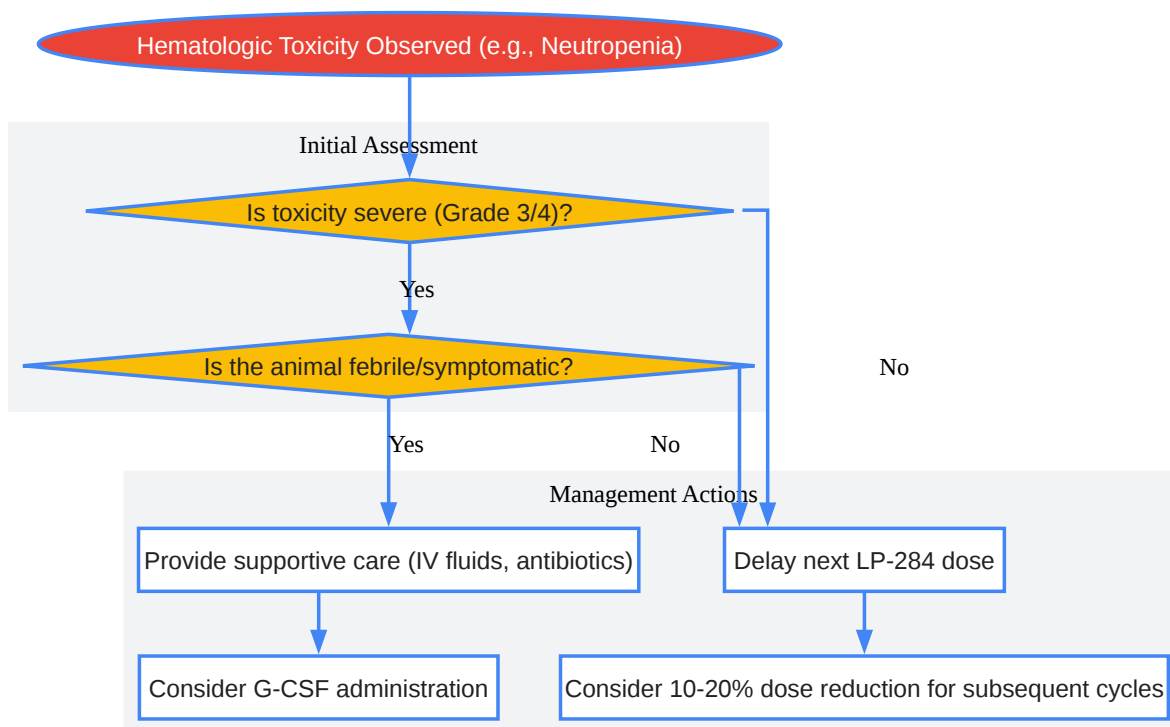 Hematologic Toxicity Observed (e.g., Neutropenia)
Initial Assessment
Is toxicity severe (Grade 3/4)?
Yes
Is the animal febrile/symptomatic?
No
Yes
No
Management Actions
Provide supportive care (IV fluids, antibiotics)
Delay next LP-284 dose
Consider G-CSF administration
Consider 10-20% dose reduction for subsequent cycles